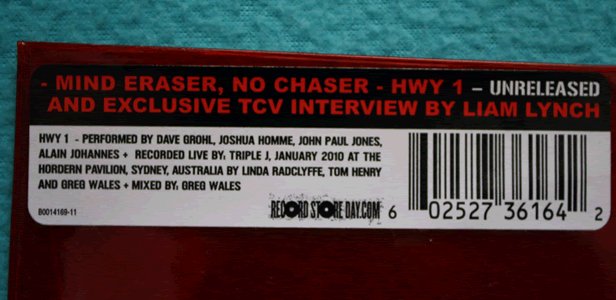 - MIND ERASER, NO CHASER - HWY 1 – UNRELEASED
AND EXCLUSIVE TCV INTERVIEW BY LIAM LYNCH
HWY 1 - PERFORMED BY DAVE GROHL, JOSHUA HOMME, JOHN PAUL JONES,
ALAIN JOHANNES + RECORDED LIVE BY: TRIPLE J, JANUARY 2010 AT THE
HORDERN PAVILION, SYDNEY, AUSTRALIA BY LINDA RADCLYFFE, TOM HENRY
AND GREG WALES + MIXED BY: GREG WALES
B0014169-11
RECORD STORE DAY.COM
6 02527 36164 2